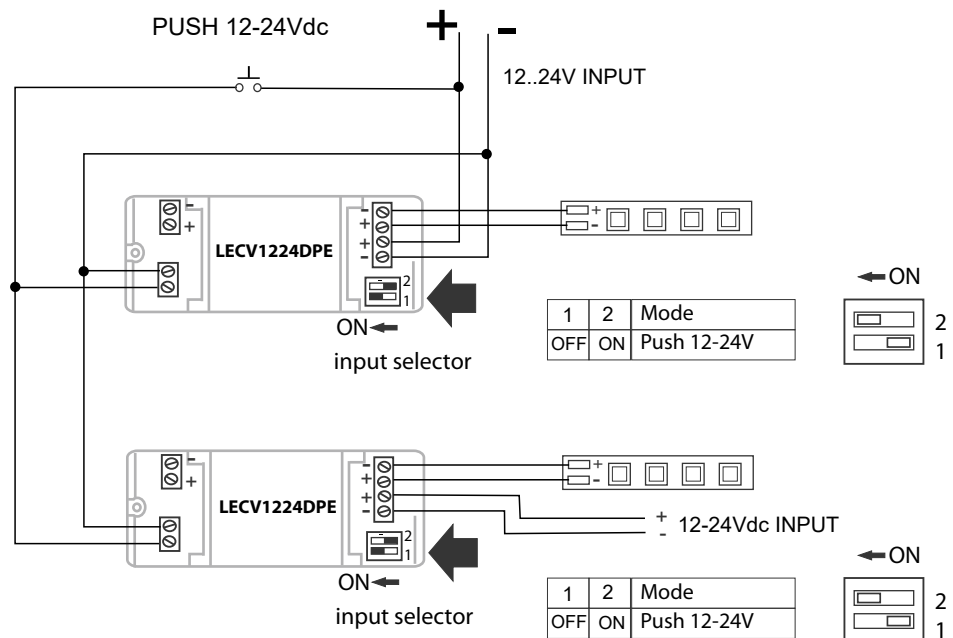 PUSH 12-24Vdc
+ -
12..24V INPUT
-
+
LECV1224DPE
-
+
+
-
+
-
2
1
ON
input selector
1 2 Mode
OFF ON Push 12-24V
ON
2
1
-
+
LECV1224DPE
-
+
+
-
+
-
+ 12-24Vdc INPUT
-
2
1
ON
input selector
1 2 Mode
OFF ON Push 12-24V
ON
2
1